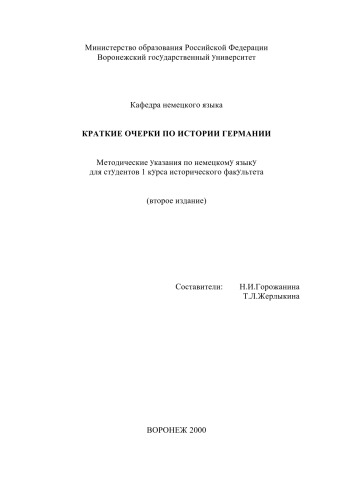 Министерство образования Российской Федерации
Воронежский государственный университет
Кафедра немецкого языка
КРАТКИЕ ОЧЕРКИ ПО ИСТОРИИ ГЕРМАНИИ
Методические указания по немецкому языку
для студентов 1 курса исторического факультета
(второе издание)
Составители: Н.И.Горожанина
Т.Л.Жерлыкина
ВОРОНЕЖ 2000